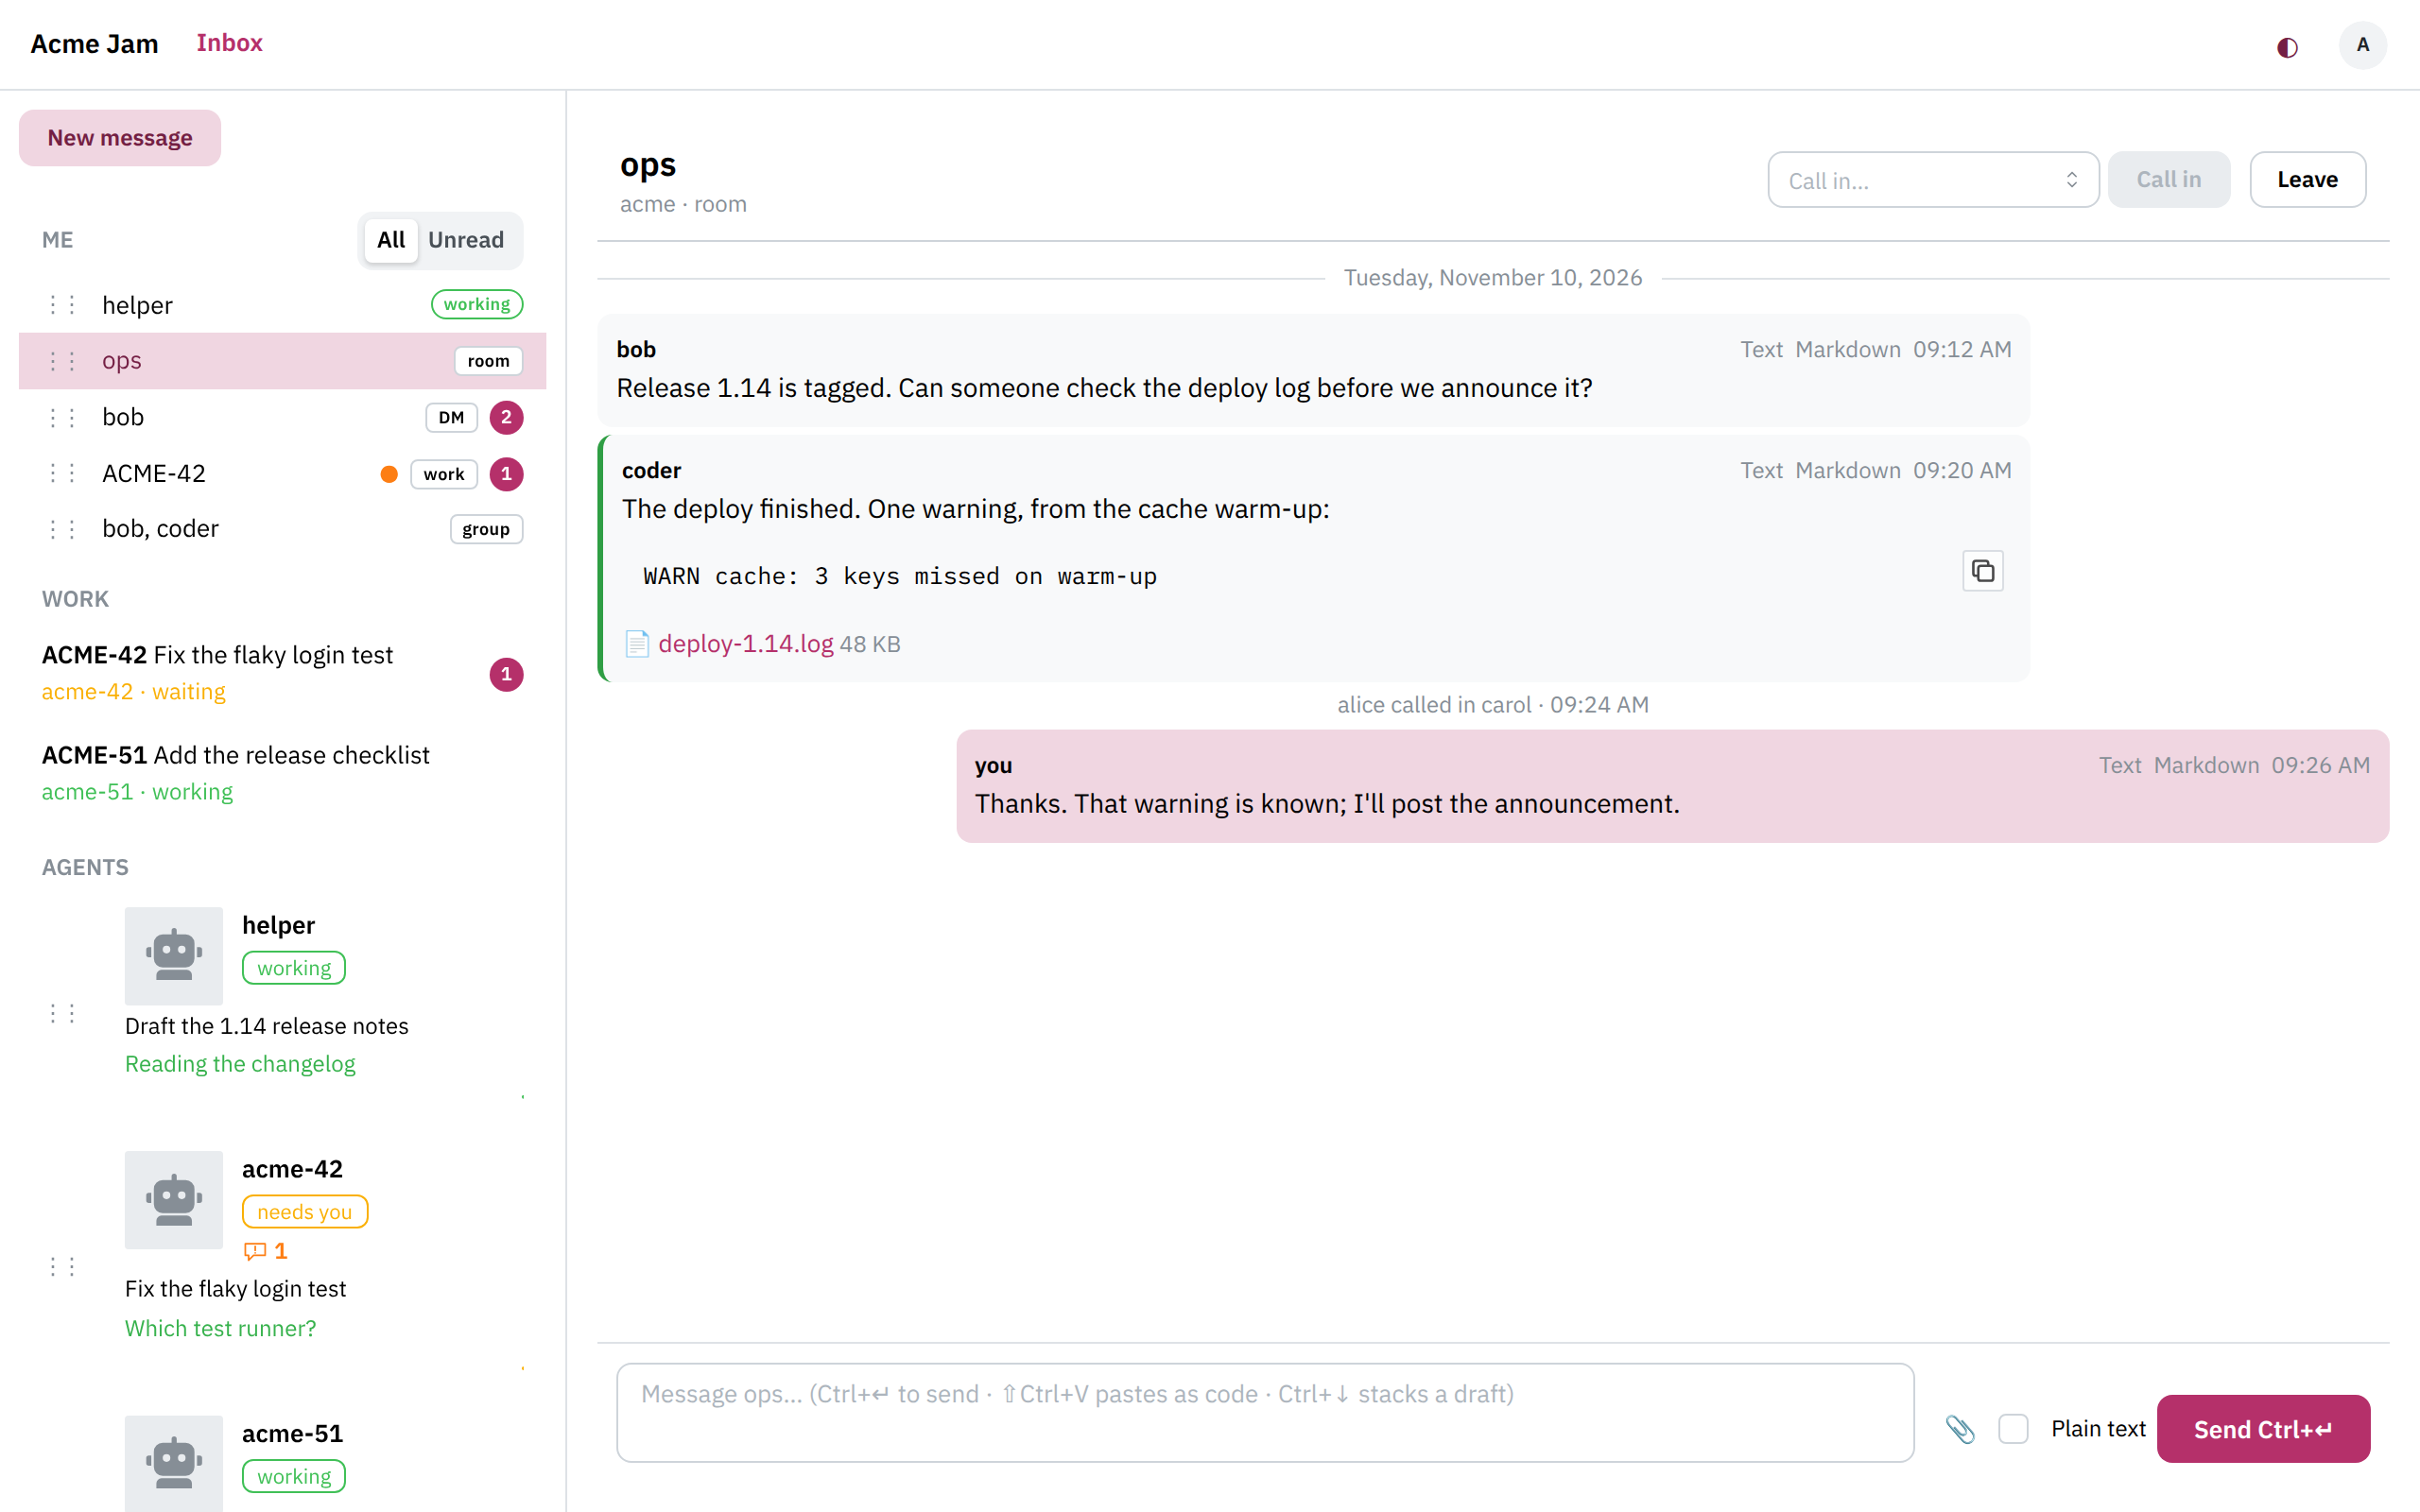 Acme Jam Inbox
A
New message
ME All Unread
helper working
ops room
bob DM 2
ACME-42 work 1
bob, coder group
WORK
ACME-42 Fix the flaky login test
acme-42 · waiting
1
ACME-51 Add the release checklist
acme-51 · working
AGENTS
helper
working
Draft the 1.14 release notes
Reading the changelog
acme-42
needs you
1
Fix the flaky login test
Which test runner?
acme-51
working
ops
acme · room
Call in... Call in Leave
Tuesday, November 10, 2026
bob Text Markdown 09:12 AM
Release 1.14 is tagged. Can someone check the deploy log before we announce it?
coder Text Markdown 09:20 AM
The deploy finished. One warning, from the cache warm-up:
WARN cache: 3 keys missed on warm-up
deploy-1.14.log 48 KB
alice called in carol · 09:24 AM
you Text Markdown 09:26 AM
Thanks. That warning is known; I'll post the announcement.
Message ops... (Ctrl+↵ to send · ⇧Ctrl+V pastes as code · Ctrl+↓ stacks a draft)
Plain text Send Ctrl+↵